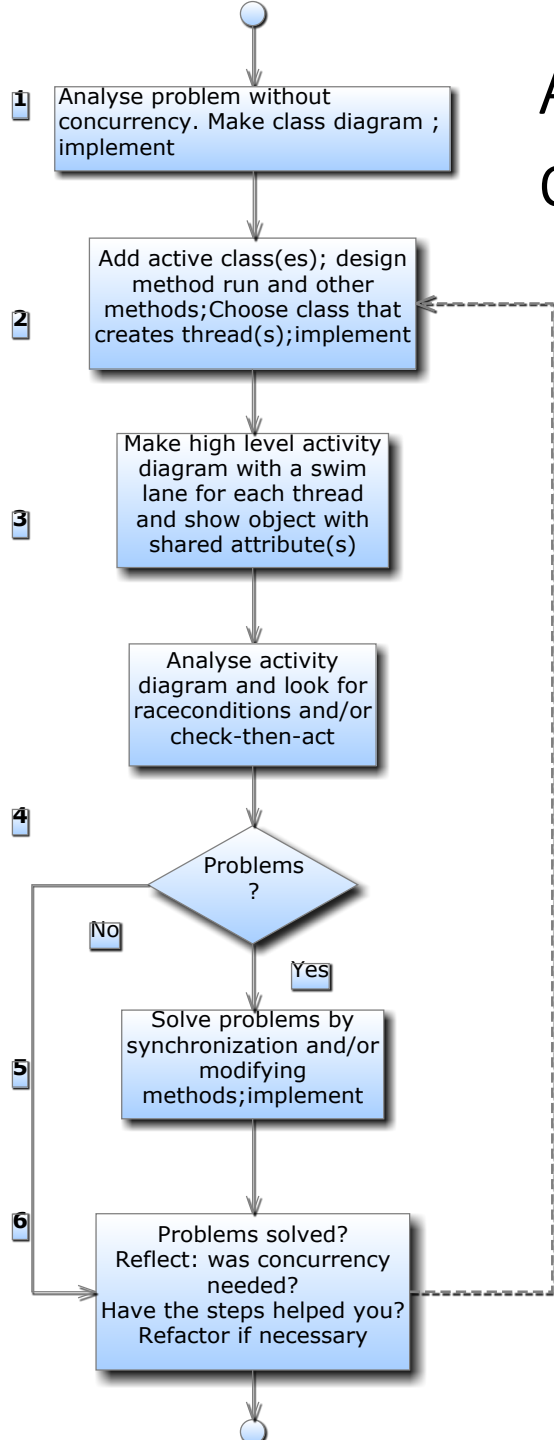 1
Analyse problem without
concurrency. Make class diagram ;
implement
2
Add active class(es); design
method run and other
methods;Choose class that
creates thread(s);implement
3
Make high level activity
diagram with a swim
lane for each thread
and show object with
shared attribute(s)
Analyse activity
diagram and look for
raceconditions and/or
check-then-act
4
Problems
?
No
Yes
5
Solve problems by
synchronization and/or
modifying
methods;implement
6
Problems solved?
Reflect: was concurrency
needed?
Have the steps helped you?
Refactor if necessary